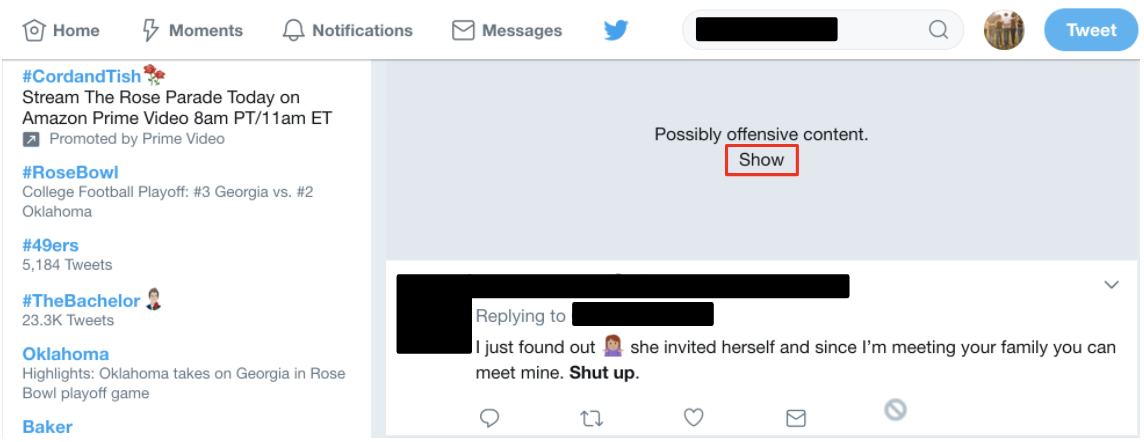 Home Moments Notifications Messages Tweet
#CordandTish
Stream The Rose Parade Today on
Amazon Prime Video 8am PT/11am ET
Promoted by Prime Video
#RoseBowl
College Football Playoff: #3 Georgia vs. #2
Oklahoma
#49ers
5,184 Tweets
#TheBachelor
23.3K Tweets
Oklahoma
Highlights: Oklahoma takes on Georgia in Rose
Bowl playoff game
Baker
Possibly offensive content.
Show
Replying to
I just found out 🤷🏽‍♀️ she invited herself and since I’m meeting your family you can
meet mine. Shut up.